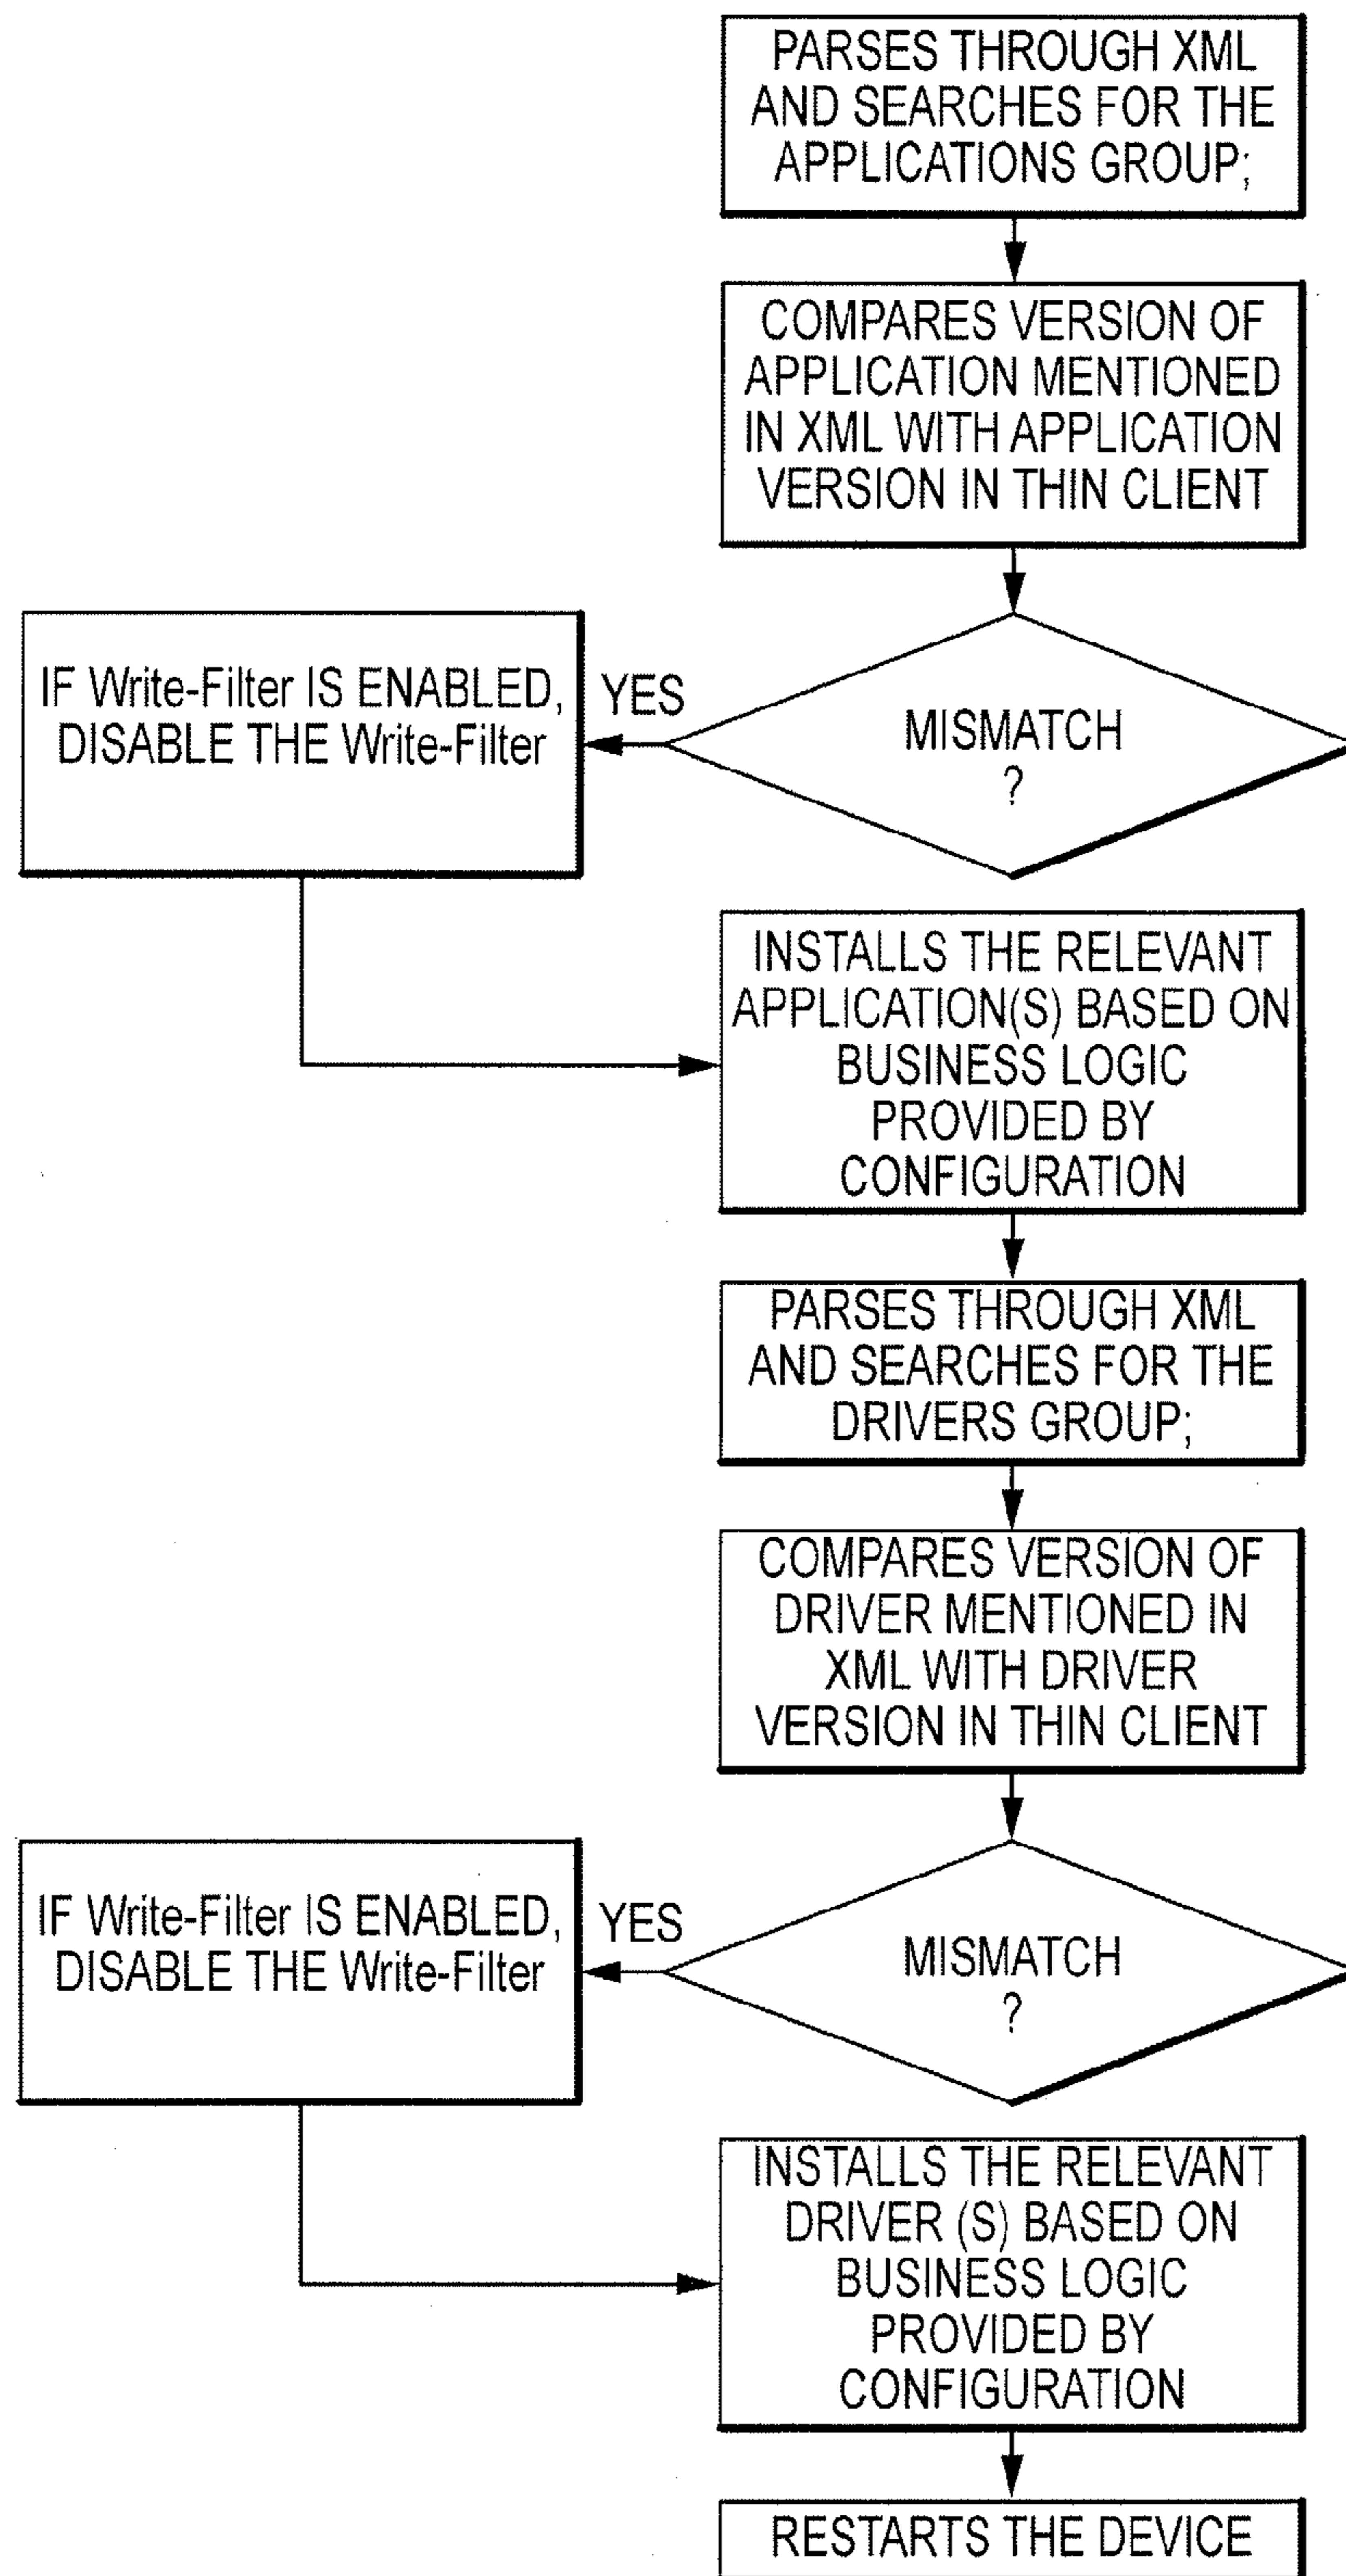 PARSES THROUGH XML
AND SEARCHES FOR THE
APPLICATIONS GROUP;
COMPARES VERSION OF
APPLICATION MENTIONED
IN XML WITH APPLICATION
VERSION IN THIN CLIENT
IF Write-Filter IS ENABLED,
DISABLE THE Write-Filter
YES
MISMATCH
?
INSTALLS THE RELEVANT
APPLICATION(S) BASED ON
BUSINESS LOGIC
PROVIDED BY
CONFIGURATION
PARSES THROUGH XML
AND SEARCHES FOR THE
DRIVERS GROUP;
COMPARES VERSION OF
DRIVER MENTIONED IN
XML WITH DRIVER
VERSION IN THIN CLIENT
IF Write-Filter IS ENABLED,
DISABLE THE Write-Filter
YES
MISMATCH
?
INSTALLS THE RELEVANT
DRIVER (S) BASED ON
BUSINESS LOGIC
PROVIDED BY
CONFIGURATION
RESTARTS THE DEVICE